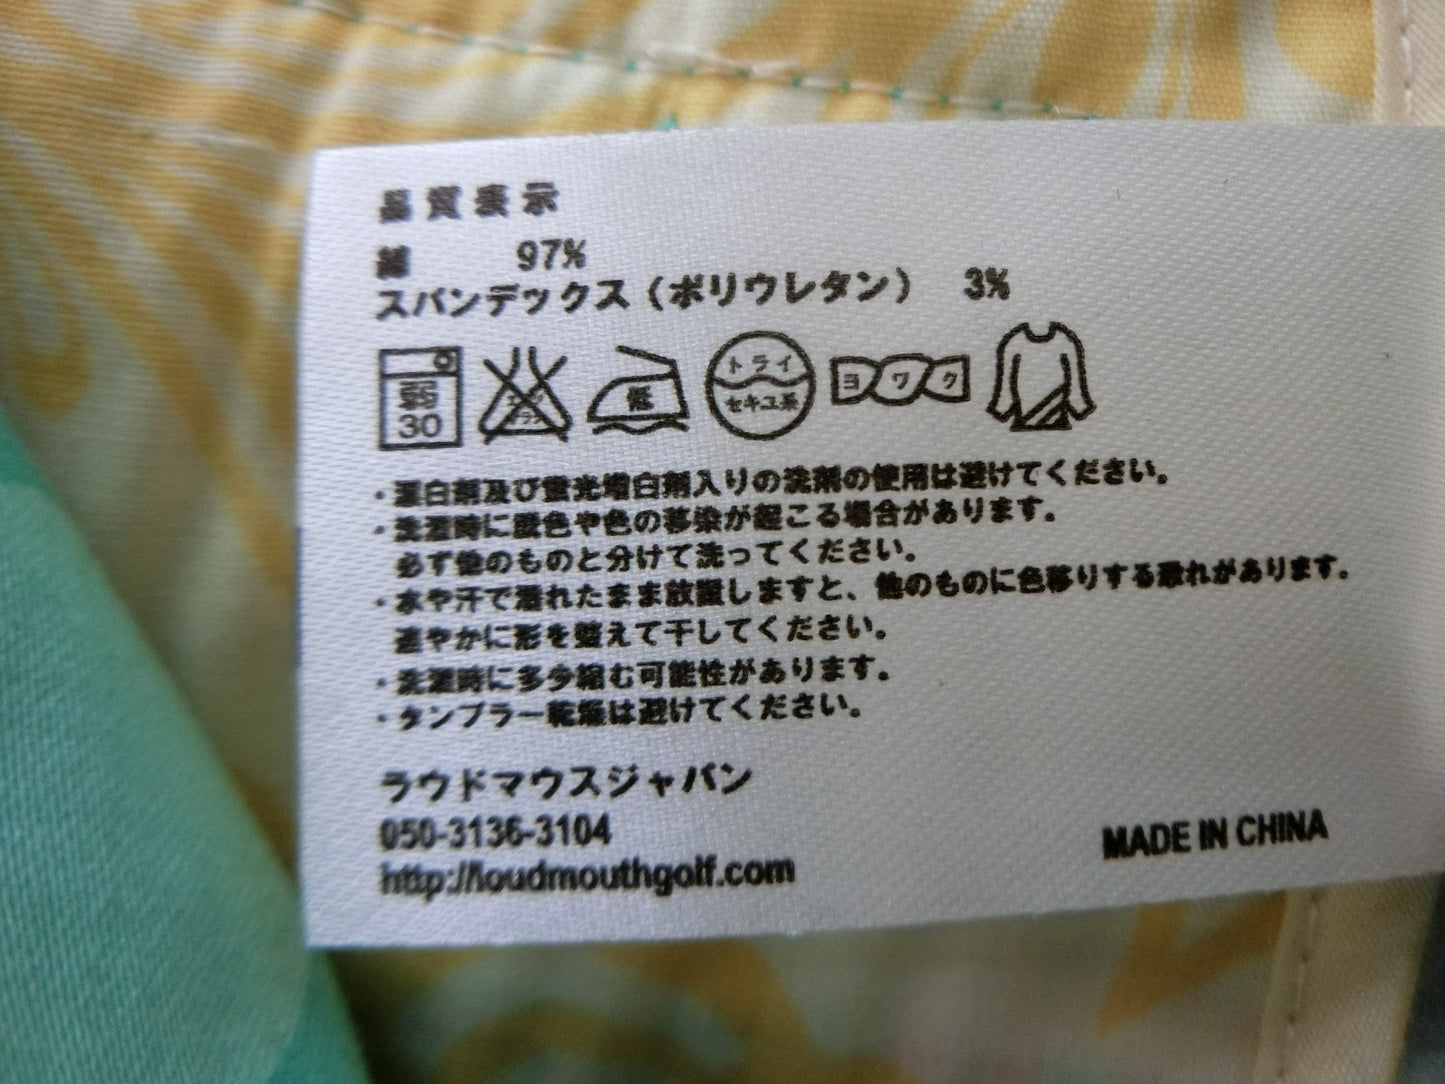 品質表示
綿 97%
スパンデックス（ポリウレタン） 3%
弱 30 エンソ サラシ 低 ドライ セキユ系 ヨワク
・漂白剤及び蛍光増白剤入りの洗剤の使用は避けてください。
・洗濯時に脱色や色の移染が起こる場合があります。
必ず他のものと分けて洗ってください。
・水や汗で濡れたまま放置しますと、他のものに色移りする恐れがあります。
速やかに形を整えて干してください。
・洗濯時に多少縮む可能性があります。
・タンブラー乾燥は避けてください。
ラウドマウスジャパン
050-3136-3104
http://loudmouthgolf.com
MADE IN CHINA